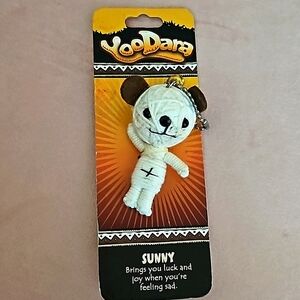 YooDara
SUNNY
Brings you luck and
joy when you're
feeling sad.